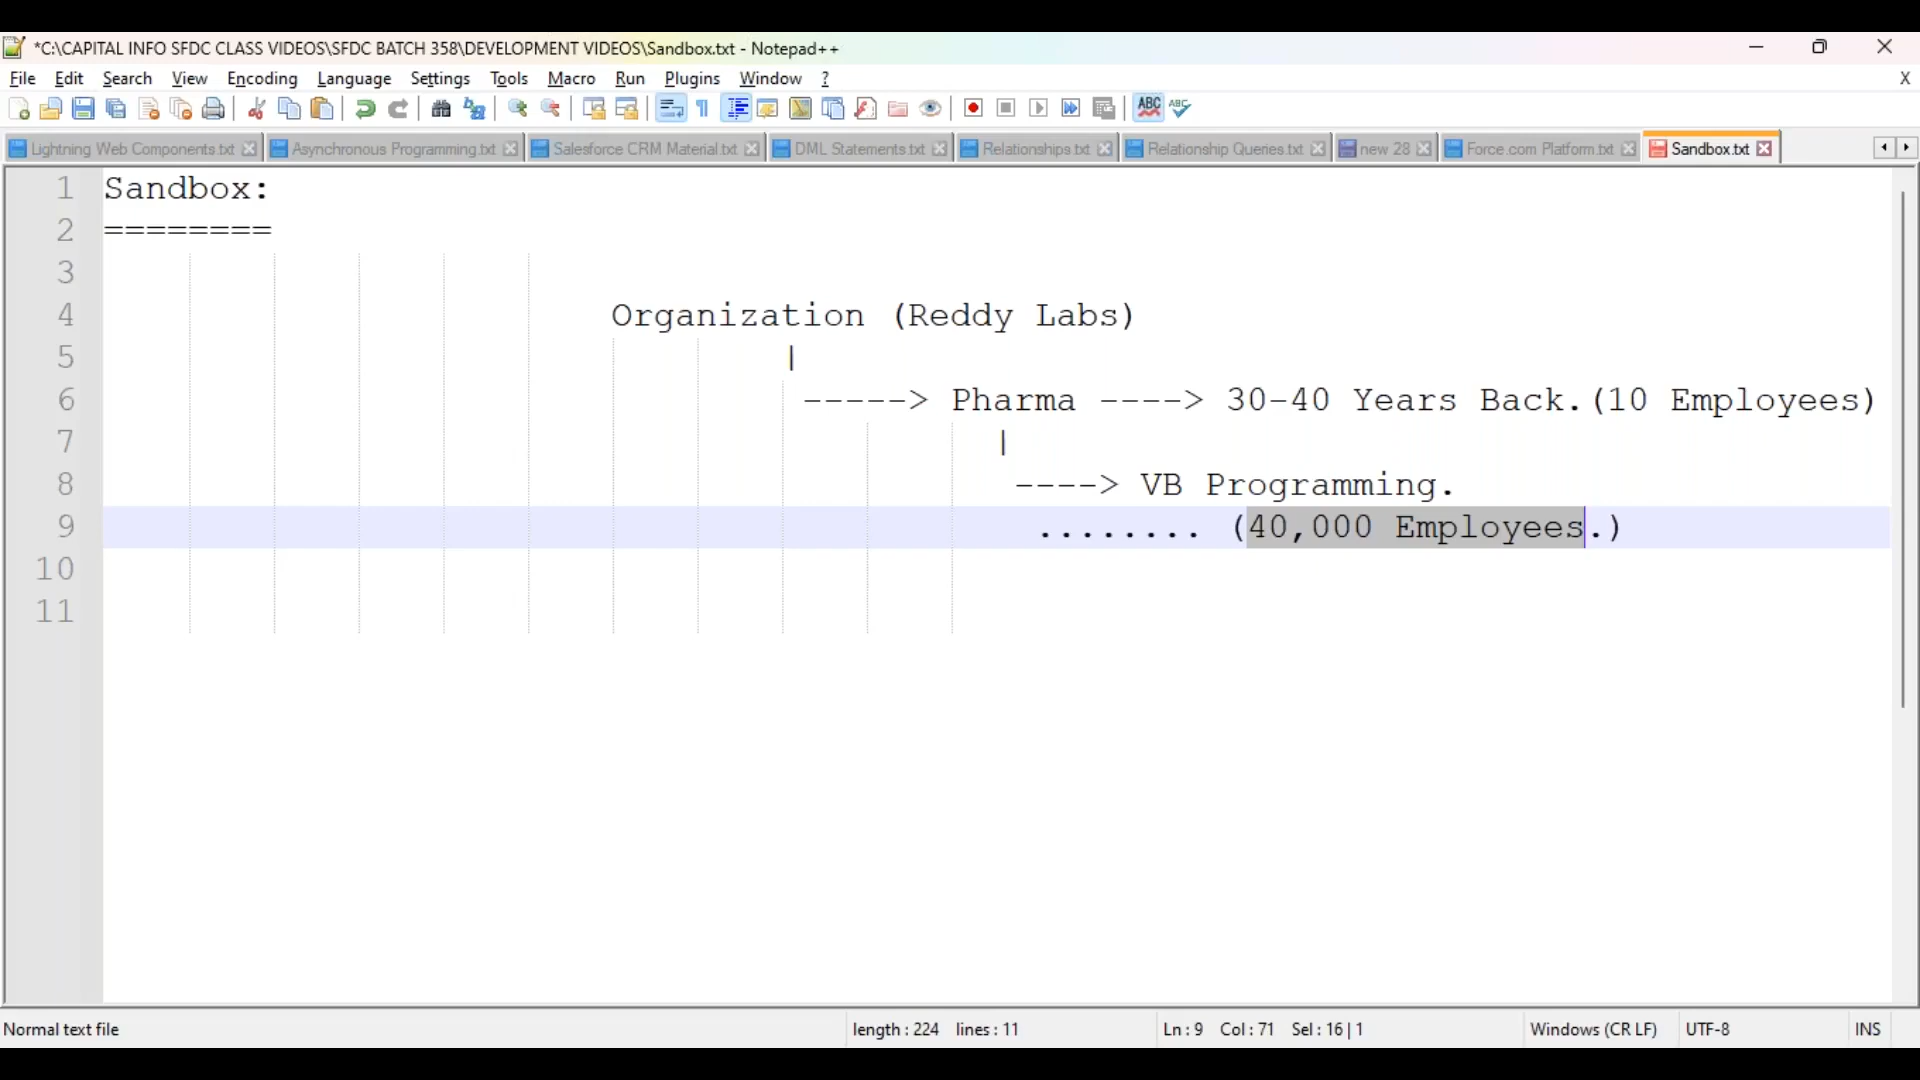 *C:\CAPITAL INFO SFDC CLASS VIDEOS\SFDC BATCH 358\DEVELOPMENT VIDEOS\Sandbox.txt - Notepad++
File Edit Search View Encoding Language Settings Tools Macro Run Plugins Window ? X
Lightning Web Components.txt Asynchronous Programming.txt Salesforce CRM Material.txt DML Statements.txt Relationships.txt Relationship Queries.txt new 28 Force.com Platform.txt Sandbox.txt
1 Sandbox:
2 ========
3
4 Organization (Reddy Labs)
5 |
6 -----> Pharma ----> 30-40 Years Back.(10 Employees)
7 |
8 ----> VB Programming.
9 ........ (40,000 Employees.)
10
11
Normal text file length : 224 lines : 11 Ln : 9 Col : 71 Sel : 16 | 1 Windows (CR LF) UTF-8 INS